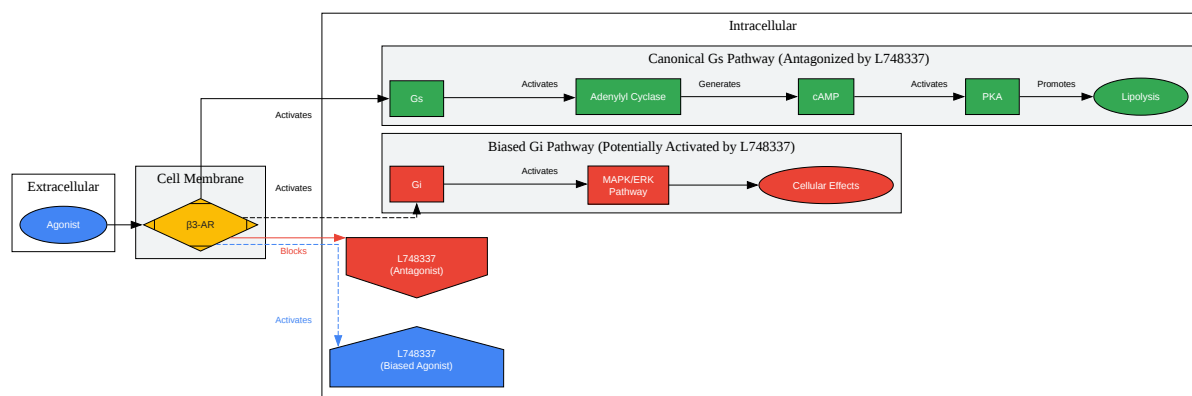 Intracellular
Canonical Gs Pathway (Antagonized by L748337)
Gs
Activates
Adenylyl Cyclase
Generates
cAMP
Activates
PKA
Promotes
Lipolysis
Activates
Biased Gi Pathway (Potentially Activated by L748337)
Gi
Activates
MAPK/ERK
Pathway
Cellular Effects
Extracellular
Agonist
Cell Membrane
β3-AR
Activates
Blocks
L748337
(Antagonist)
Activates
L748337
(Biased Agonist)